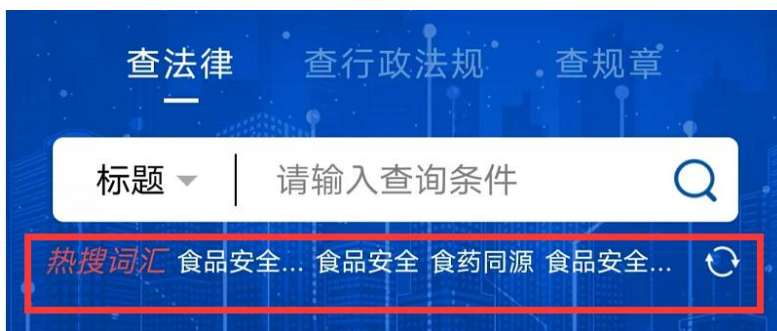 查法律 查行政法规 查规章
标题 请输入查询条件
热搜词汇 食品安全... 食品安全 食药同源 食品安全...